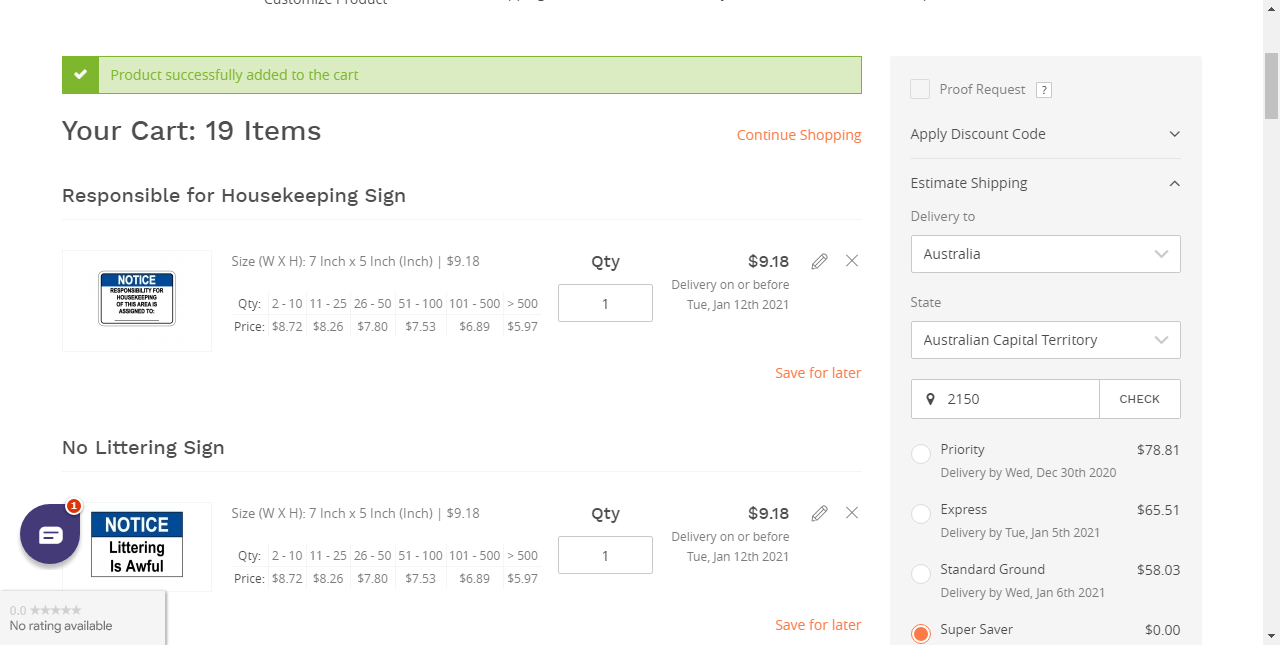 Customize Product
Product successfully added to the cart
Your Cart: 19 Items
Continue Shopping
Responsible for Housekeeping Sign
NOTICE
RESPONSIBILITY FOR
HOUSEKEEPING
OF THIS AREA IS
ASSIGNED TO:
Size (W X H): 7 Inch x 5 Inch (Inch) | $9.18
Qty: 2 - 10 11 - 25 26 - 50 51 - 100 101 - 500 > 500
Price: $8.72 $8.26 $7.80 $7.53 $6.89 $5.97
Qty
1
$9.18
Delivery on or before
Tue, Jan 12th 2021
Save for later
No Littering Sign
NOTICE
Littering
Is Awful
Size (W X H): 7 Inch x 5 Inch (Inch) | $9.18
Qty: 2 - 10 11 - 25 26 - 50 51 - 100 101 - 500 > 500
Price: $8.72 $8.26 $7.80 $7.53 $6.89 $5.97
Qty
1
$9.18
Delivery on or before
Tue, Jan 12th 2021
Save for later
1
0.0 ★★★★★
No rating available
Proof Request ?
Apply Discount Code
Estimate Shipping
Delivery to
Australia
State
Australian Capital Territory
2150 CHECK
Priority $78.81
Delivery by Wed, Dec 30th 2020
Express $65.51
Delivery by Tue, Jan 5th 2021
Standard Ground $58.03
Delivery by Wed, Jan 6th 2021
Super Saver $0.00